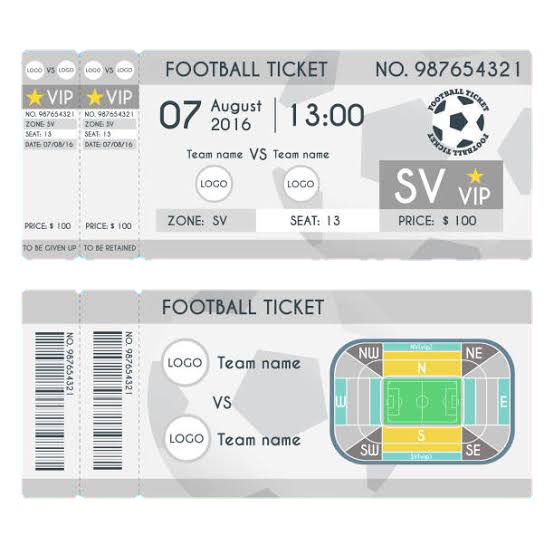 LOGO VS LOGO
VIP
NO. 987654321
ZONE: SV
SEAT: 13
DATE: 07/08/16
PRICE: $ 100
TO BE GIVEN UP
LOGO VS LOGO
VIP
NO. 987654321
ZONE: SV
SEAT: 13
DATE: 07/08/16
PRICE: $ 100
TO BE RETAINED
FOOTBALL TICKET NO. 987654321
07 August 2016 13:00
FOOTBALL TICKET
FOOTBALL TICKET
Team name VS Team name
LOGO LOGO
SV VIP
ZONE: SV SEAT: 13 PRICE: $ 100
NO. 987654321
NO. 987654321
FOOTBALL TICKET
LOGO Team name
VS
LOGO Team name
NV(vip)
NW N NE
W E
SW S SE
SV(vip)